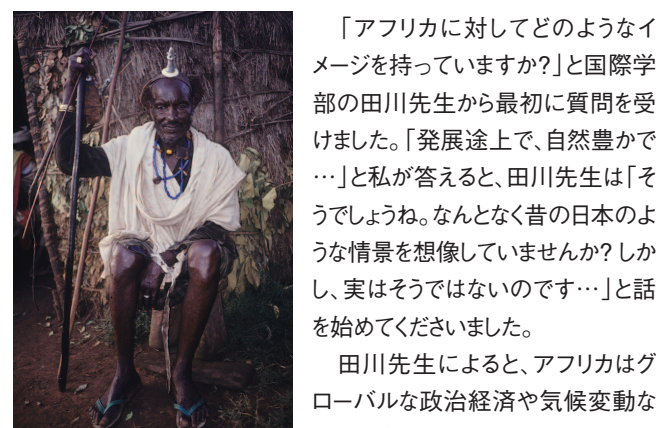 「アフリカに対してどのようなイ
メージを持っていますか?」と国際学
部の田川先生から最初に質問を受
けました。「発展途上で、自然豊かで
…」と私が答えると、田川先生は「そ
うでしょうね。なんとなく昔の日本のよ
うな情景を想像していませんか? しか
し、実はそうではないのです…」と話
を始めてくださいました。
田川先生によると、アフリカはグ
ローバルな政治経済や気候変動な